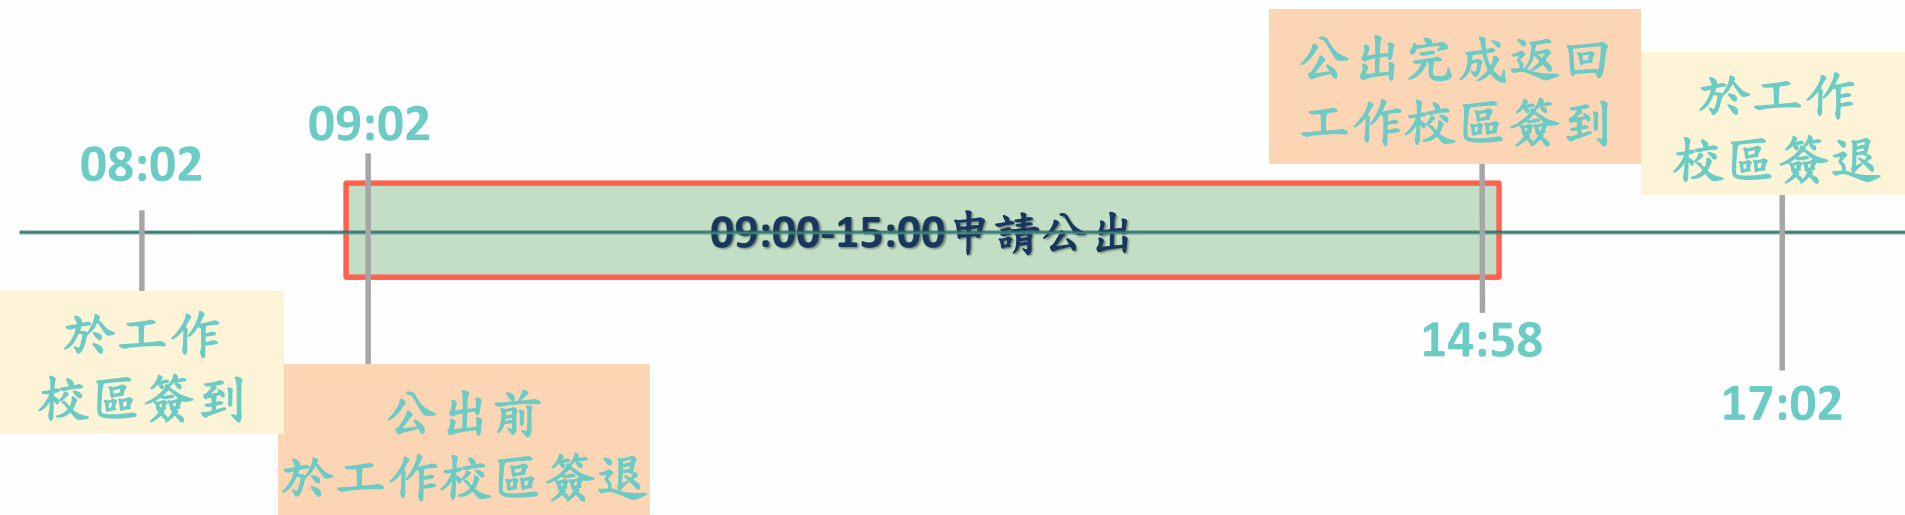 08:02
於工作
校區簽到
09:02
公出前
於工作校區簽退
09:00-15:00申請公出
公出完成返回
工作校區簽到
14:58
於工作
校區簽退
17:02